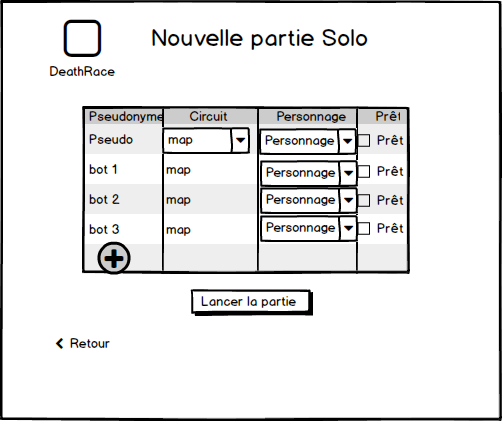 Nouvelle partie Solo
DeathRace
Pseudonyme Circuit Personnage Prêt
Pseudo map Personnage Prêt
bot 1 map Personnage Prêt
bot 2 map Personnage Prêt
bot 3 map Personnage Prêt
Lancer la partie
Retour